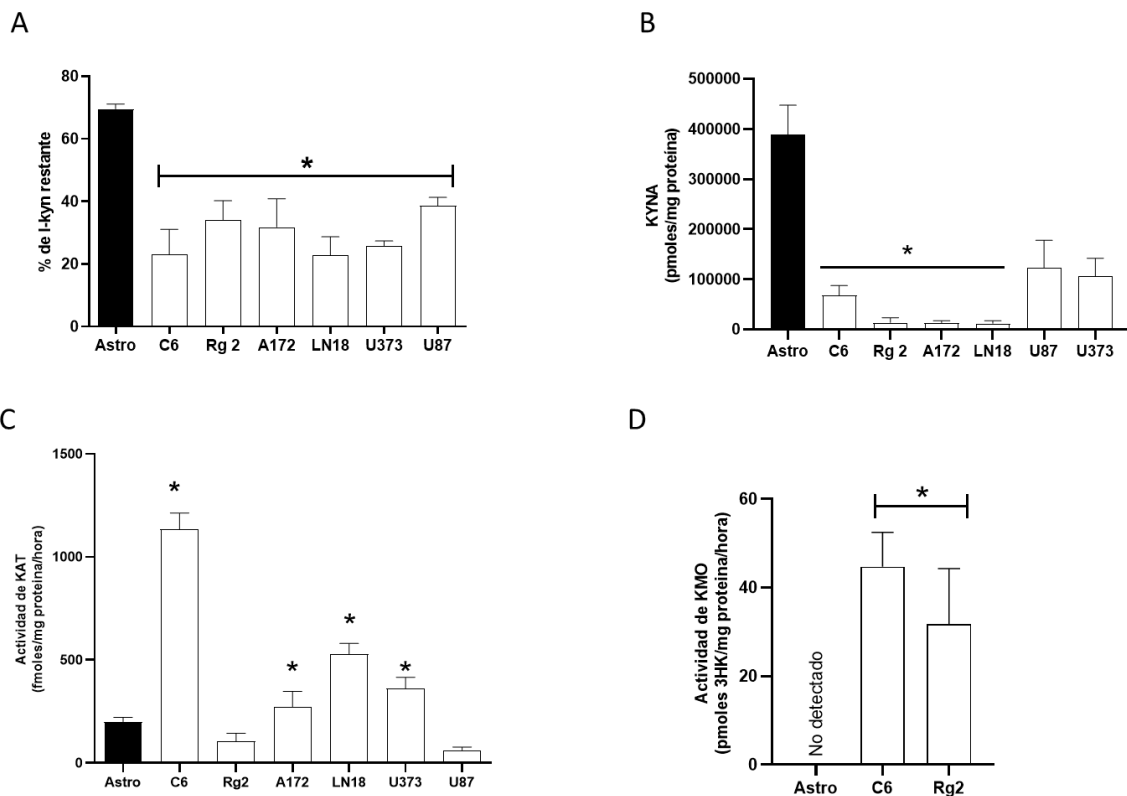 A
80
60
40
20
0
% de l-kyn restante
*
Astro C6 Rg 2 A172 LN18 U373 U87
B
500000
400000
300000
200000
100000
0
KYNA
(pmoles/mg proteína)
*
Astro C6 Rg 2 A172 LN18 U87 U373
C
1500
1000
500
0
Actividad de KAT
(fmoles/mg proteina/hora)
*
*
*
*
Astro C6 Rg2 A172 LN18 U373 U87
D
60
40
20
0
Actividad de KMO
(pmoles 3HK/mg proteina/hora)
*
No detectado
Astro C6 Rg2